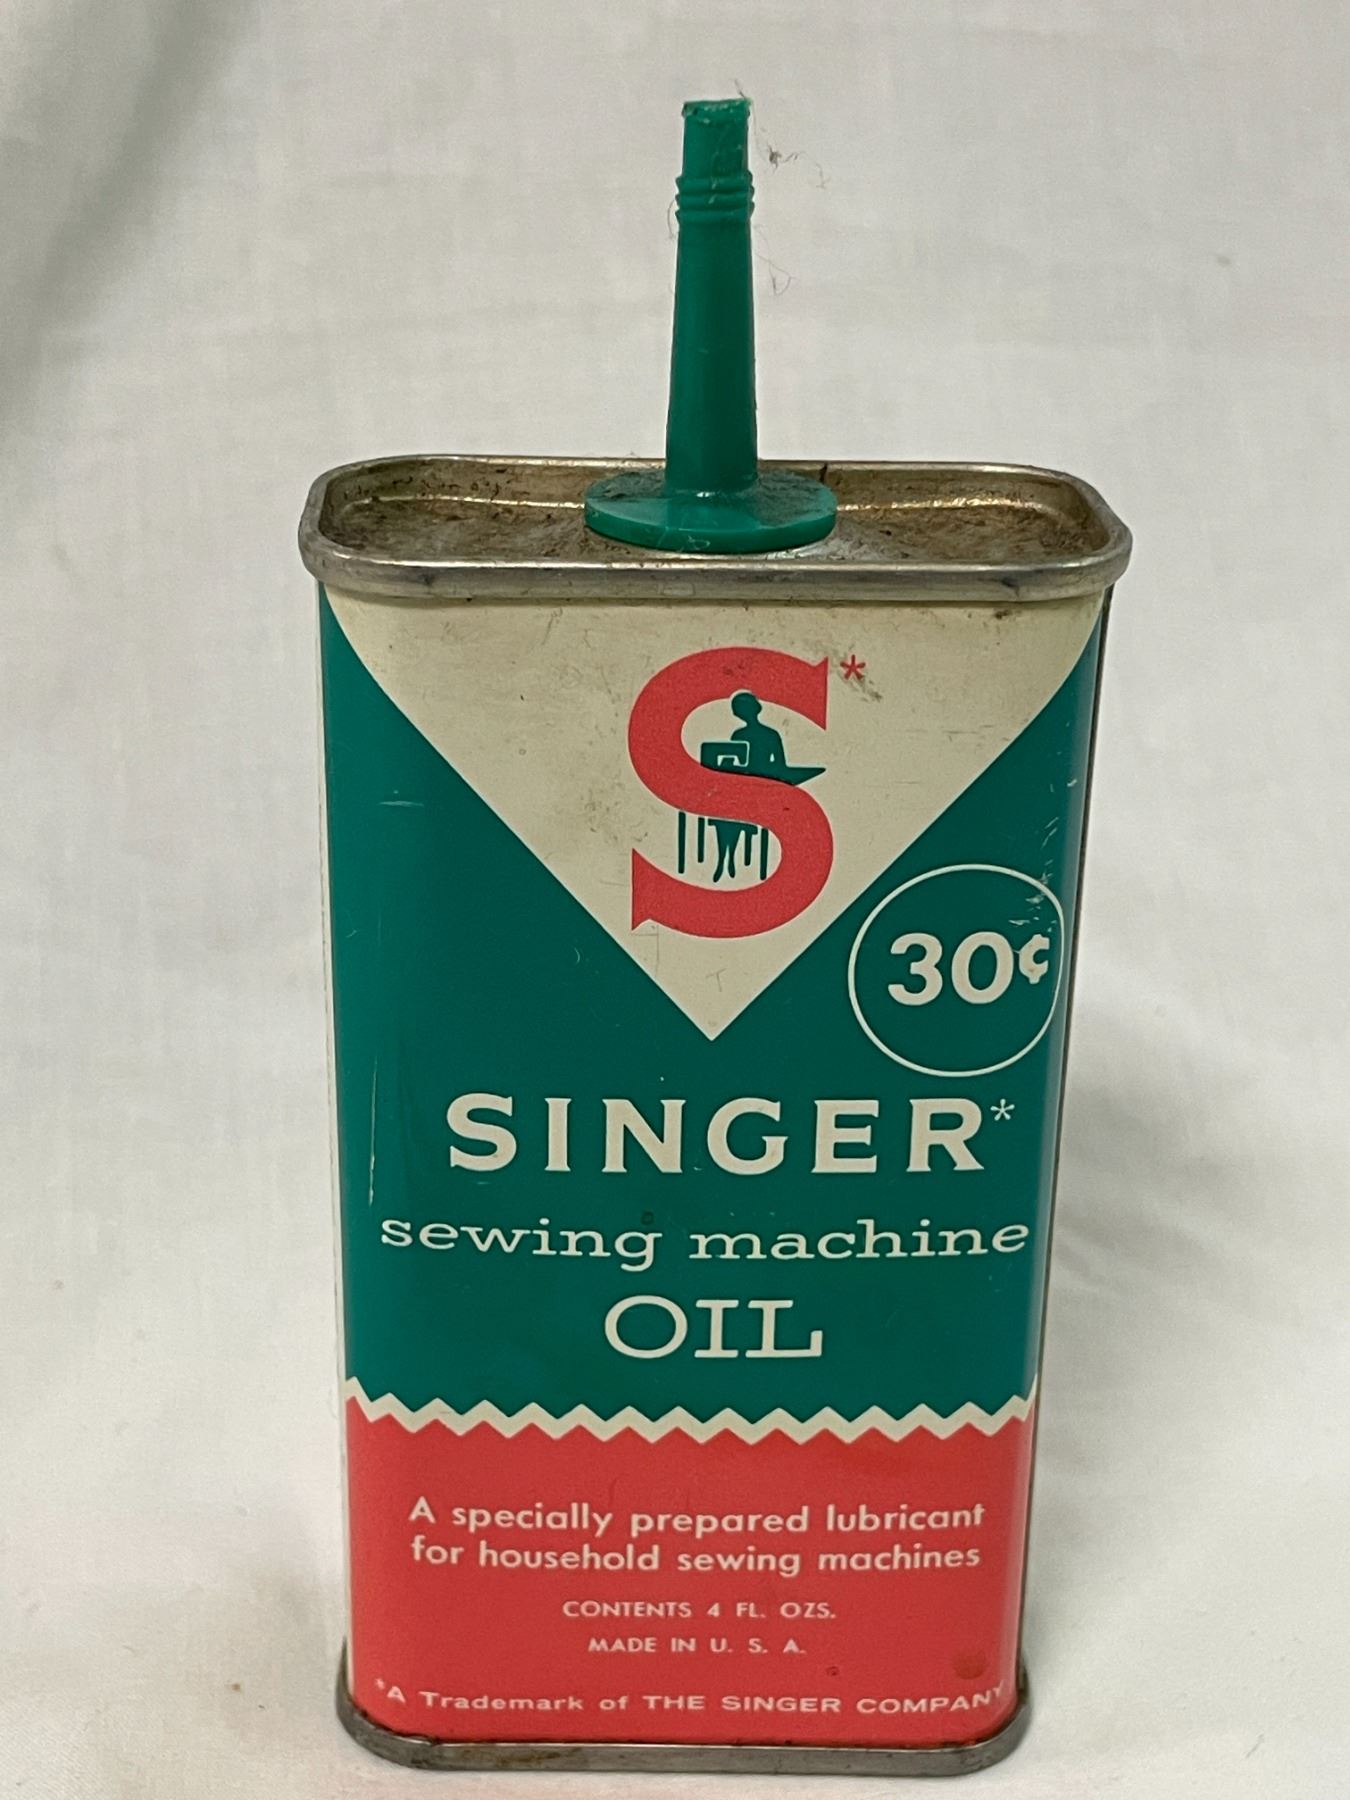 S*
30¢
SINGER*
sewing machine
OIL
A specially prepared lubricant
for household sewing machines
CONTENTS 4 FL. OZS.
MADE IN U. S. A.
*A Trademark of THE SINGER COMPANY